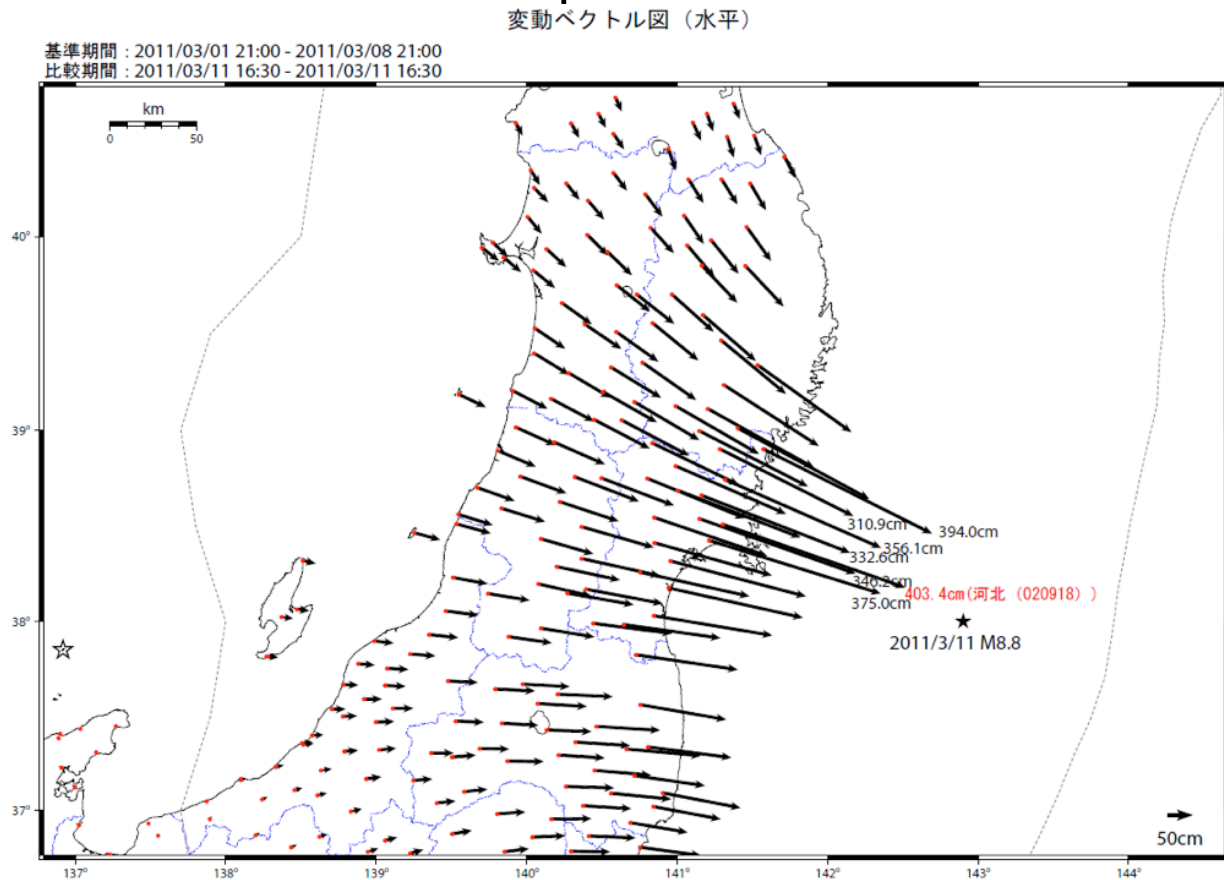 変動ベクトル図（水平）
基準期間 : 2011/03/01 21:00 - 2011/03/08 21:00
比較期間 : 2011/03/11 16:30 - 2011/03/11 16:30
km
0 50
40°
39°
310.9cm
394.0cm
356.1cm
332.6cm
346.2cm
403.4cm(河北（020918）)
375.0cm
38°
2011/3/11 M8.8
37°
50cm
137° 138° 139° 140° 141° 142° 143° 144°